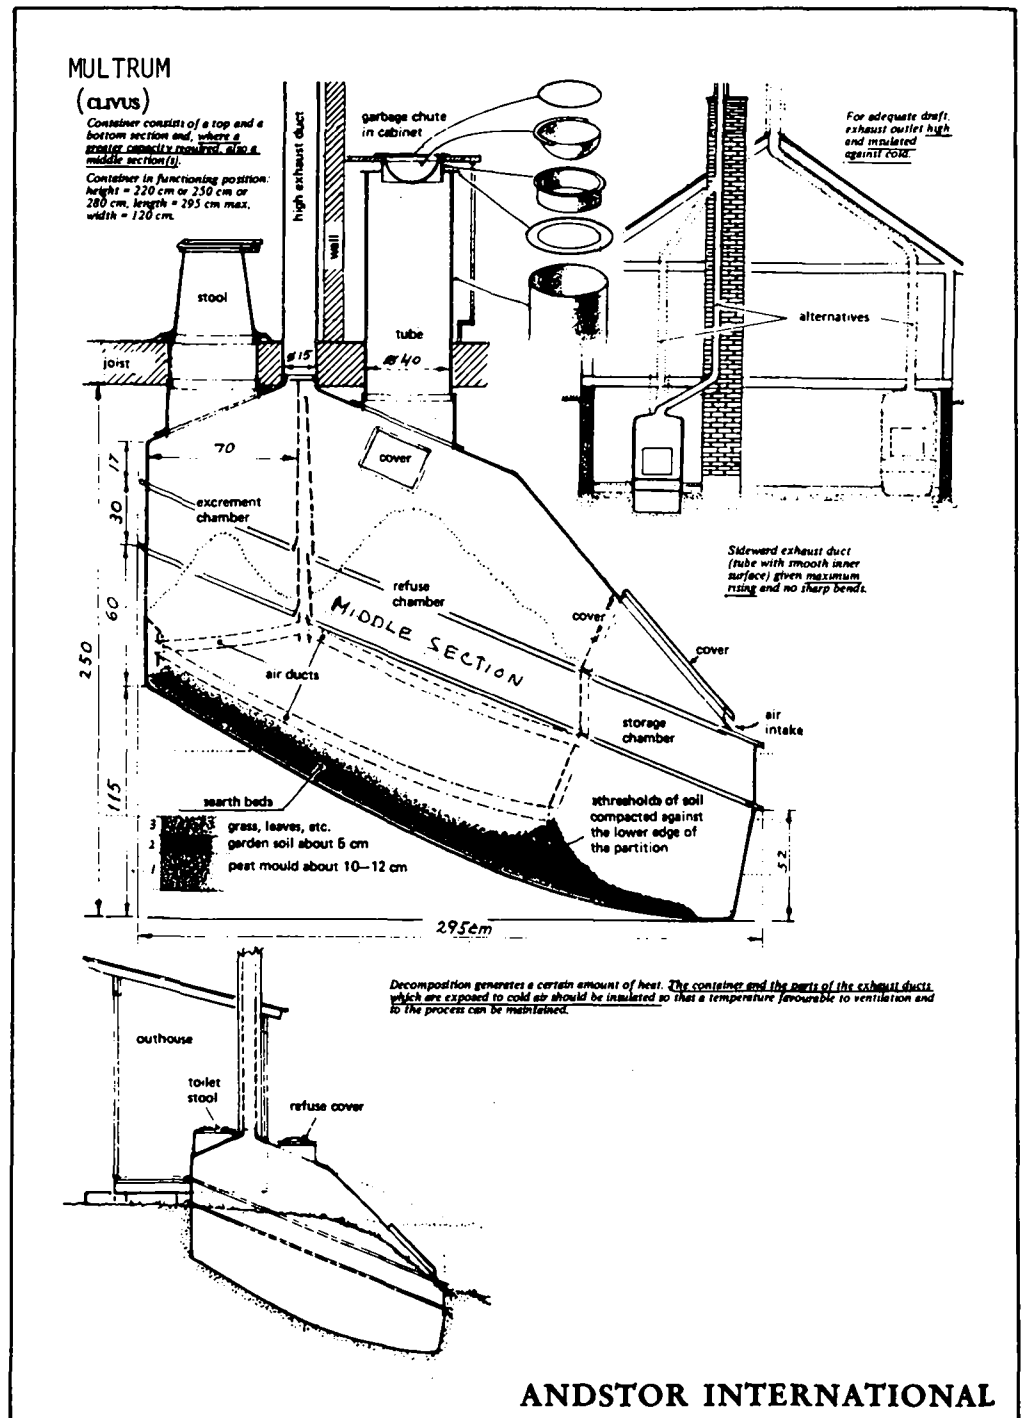 MULTRUM
(CLIVUS)
Container consists of a top and a
bottom section and, where a
greater capacity required, also a
middle section(s).
Container in functioning position:
height = 220 cm or 250 cm or
280 cm, length = 295 cm max,
width = 120 cm.
high exhaust duct
wall
garbage chute
in cabinet
For adequate draft,
exhaust outlet high
and insulated
against cold.
stool
tube
alternatives
joist
ø15
ø40
70
cover
17
30
60
250
115
excrement
chamber
refuse
chamber
MIDDLE SECTION
Sideward exhaust duct
(tube with smooth inner
surface) given maximum
rising and no sharp bends.
cover
cover
air ducts
storage
chamber
air
intake
earth beds
3 grass, leaves, etc.
2 garden soil about 5 cm
1 peat mould about 10–12 cm
thresholds of soil
compacted against
the lower edge of
the partition
52
295cm
Decomposition generates a certain amount of heat. The container and the parts of the exhaust ducts
which are exposed to cold air should be insulated so that a temperature favourable to ventilation and
to the process can be maintained.
outhouse
toilet
stool
refuse cover
ANDSTOR INTERNATIONAL